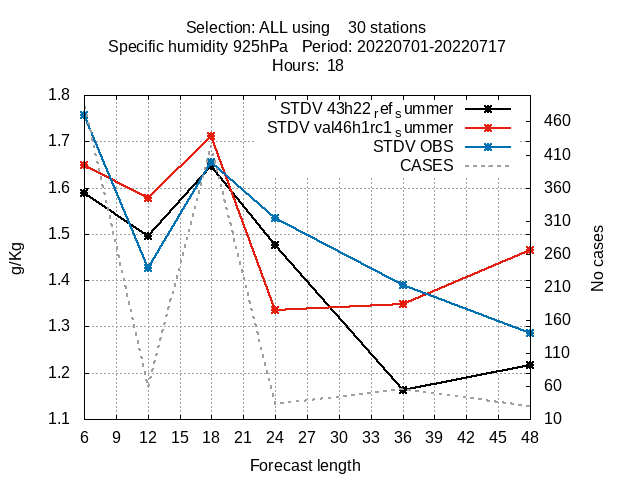 Selection: ALL using    30 stations
Specific humidity 925hPa   Period: 20220701-20220717
Hours: 18
1.8
1.7
1.6
1.5
1.4
1.3
1.2
1.1
g/Kg
STDV 43h22_ref_summer
STDV val46h1rc1_summer
STDV OBS
CASES
460
410
360
310
260
210
160
110
60
10
No cases
6 9 12 15 18 21 24 27 30 33 36 39 42 45 48
Forecast length